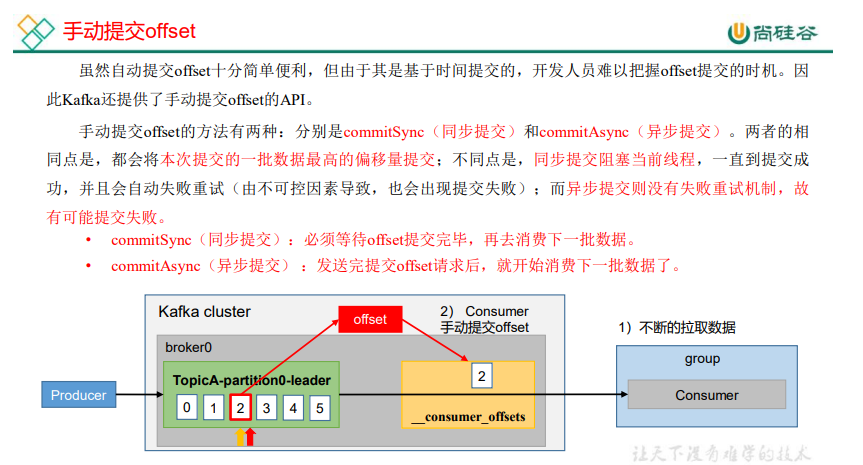 手动提交offset
尚硅谷
虽然自动提交offset十分简单便利，但由于其是基于时间提交的，开发人员难以把握offset提交的时机。因
此Kafka还提供了手动提交offset的API。
手动提交offset的方法有两种：分别是commitSync（同步提交）和commitAsync（异步提交）。两者的相
同点是，都会将本次提交的一批数据最高的偏移量提交；不同点是，同步提交阻塞当前线程，一直到提交成
功，并且会自动失败重试（由不可控因素导致，也会出现提交失败）；而异步提交则没有失败重试机制，故
有可能提交失败。
• commitSync（同步提交）：必须等待offset提交完毕，再去消费下一批数据。
• commitAsync（异步提交） ：发送完提交offset请求后，就开始消费下一批数据了。
Kafka cluster
offset
2） Consumer
手动提交offset
1）不断的拉取数据
broker0
group
TopicA-partition0-leader
2
Producer
0 1 2 3 4 5
__consumer_offsets
Consumer
让天下没有难学的技术